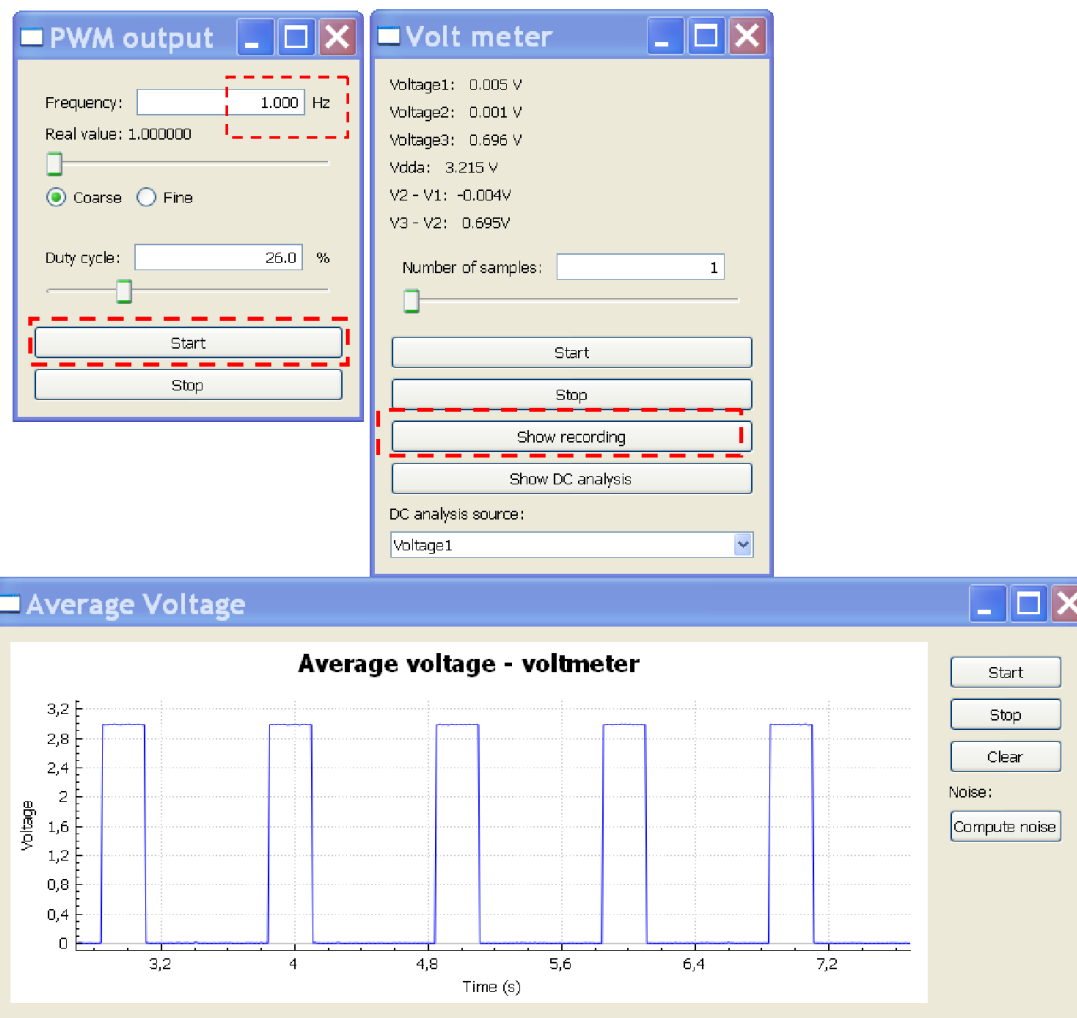 PWM output
Frequency: 1.000 Hz
Real value: 1.000000
Coarse Fine
Duty cycle: 26.0 %
Start
Stop
Volt meter
Voltage1: 0.005 V
Voltage2: 0.001 V
Voltage3: 0.696 V
Vdda: 3.215 V
V2 - V1: -0.004V
V3 - V2: 0.695V
Number of samples: 1
Start
Stop
Show recording
Show DC analysis
DC analysis source:
Voltage1
Average Voltage
Average voltage - voltmeter
3,2
2,8
2,4
2
1,6
1,2
0,8
0,4
0
Voltage
3,2 4 4,8 5,6 6,4 7,2
Time (s)
Start
Stop
Clear
Noise:
Compute noise